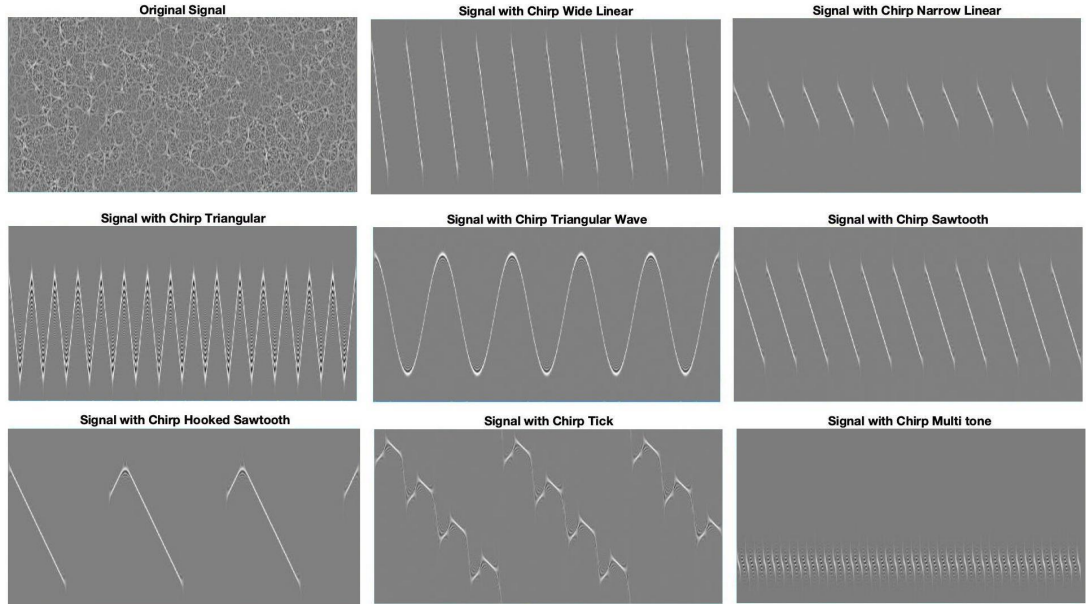 Original Signal
Signal with Chirp Wide Linear
Signal with Chirp Narrow Linear
Signal with Chirp Triangular
Signal with Chirp Triangular Wave
Signal with Chirp Sawtooth
Signal with Chirp Hooked Sawtooth
Signal with Chirp Tick
Signal with Chirp Multi tone